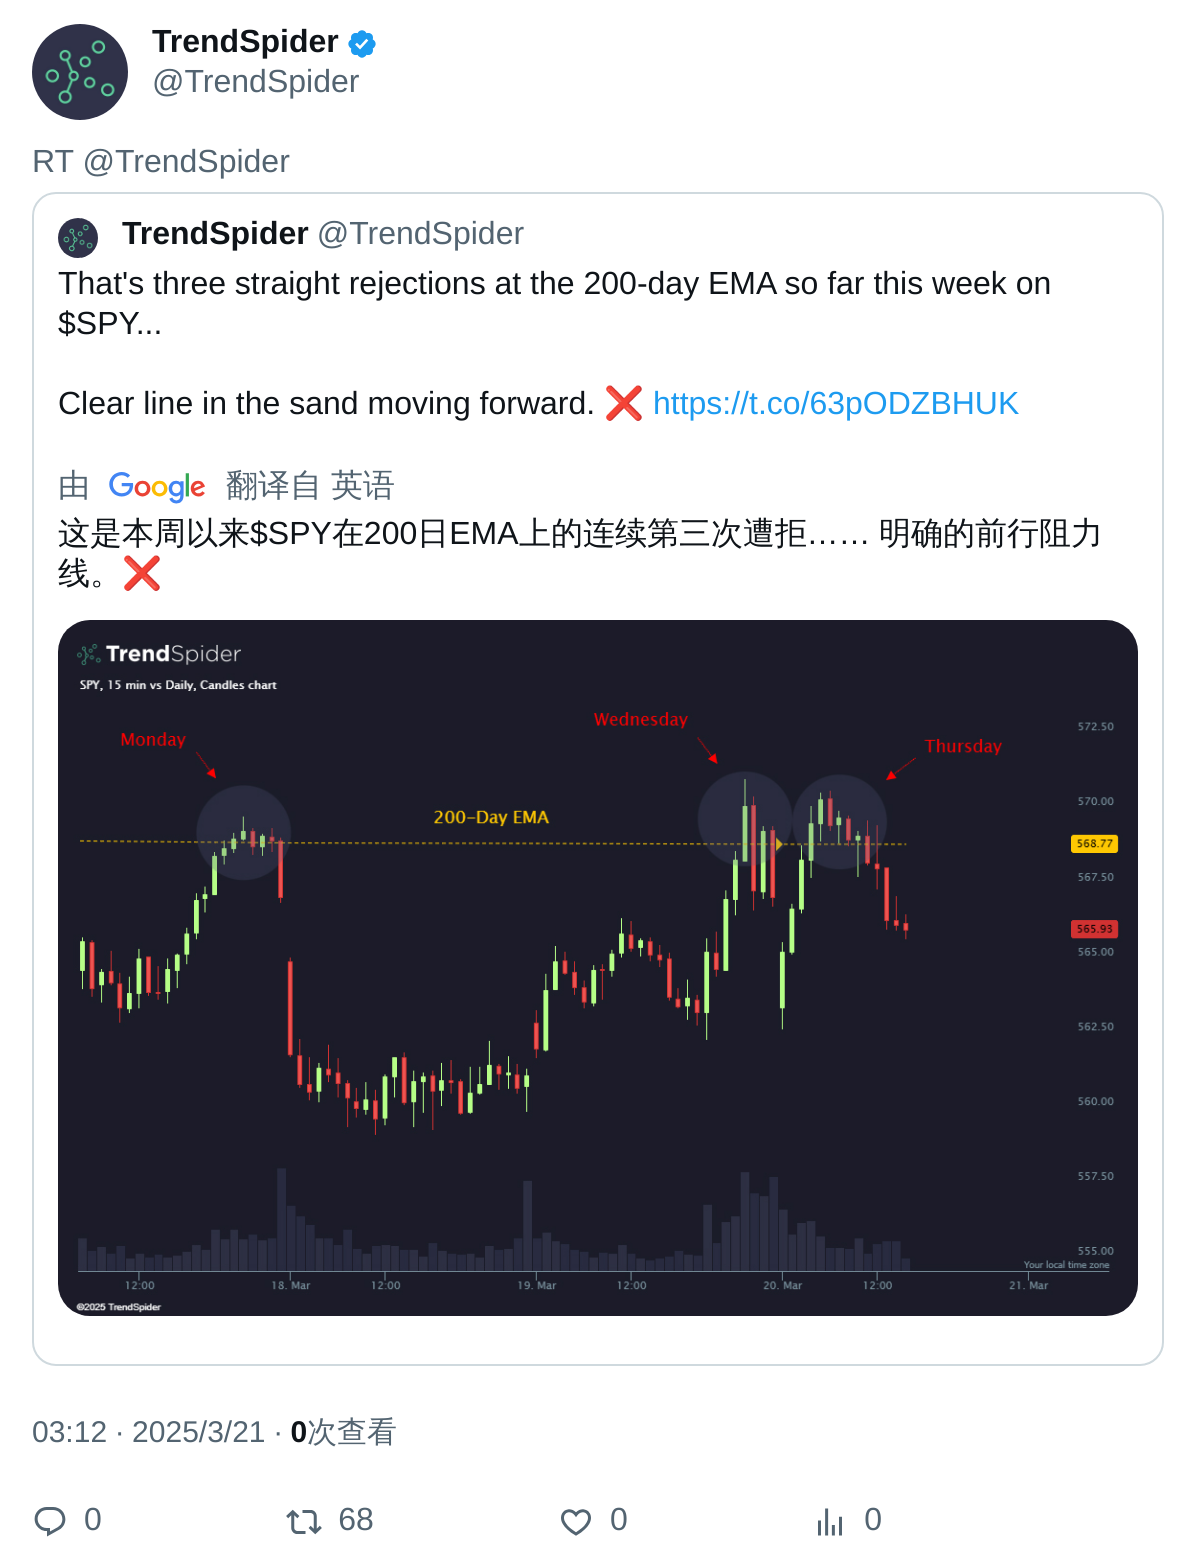 TrendSpider
@TrendSpider
RT @TrendSpider
TrendSpider @TrendSpider
That's three straight rejections at the 200-day EMA so far this week on
$SPY...
Clear line in the sand moving forward. ❌ https://t.co/63pODZBHUK
由 Google 翻译自 英语
这是本周以来$SPY在200日EMA上的连续第三次遭拒…… 明确的前行阻力
线。❌
TrendSpider
SPY, 15 min vs Daily, Candles chart
Monday
Wednesday
Thursday
200-Day EMA
572.50
570.00
568.77
567.50
565.93
565.00
562.50
560.00
557.50
555.00
Your local time zone
12:00 18. Mar 12:00 19. Mar 12:00 20. Mar 12:00 21. Mar
©2025 TrendSpider
03:12 · 2025/3/21 · 0次查看
0 68 0 0